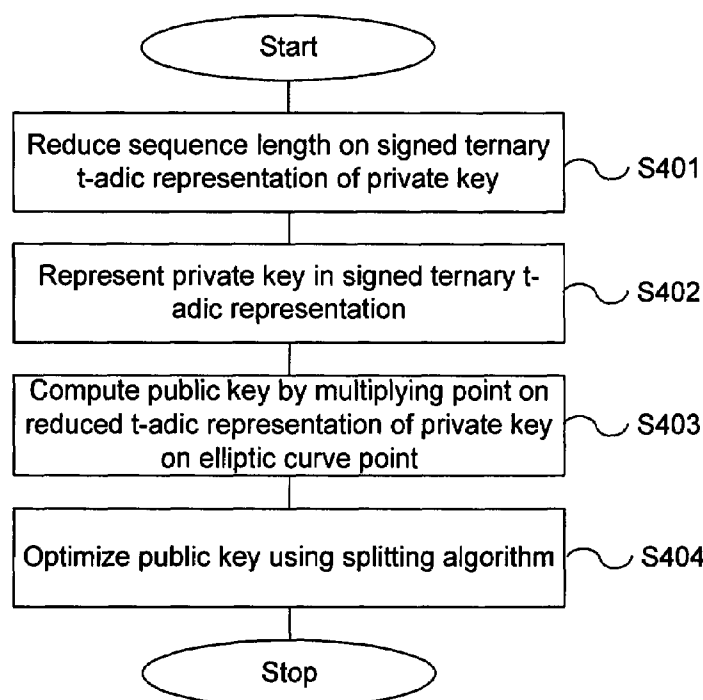 Start
Reduce sequence length on signed ternary
t-adic representation of private key
S401
Represent private key in signed ternary t-
adic representation
S402
Compute public key by multiplying point on
reduced t-adic representation of private key
on elliptic curve point
S403
Optimize public key using splitting algorithm
S404
Stop